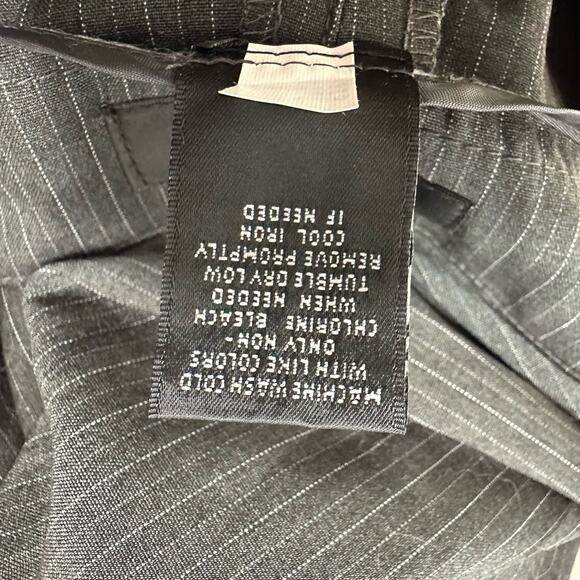 MACHINE WASH COLD
WITH LIKE COLORS
ONLY NON-
CHLORINE BLEACH
WHEN NEEDED
TUMBLE DRY LOW
REMOVE PROMPTLY
COOL IRON
IF NEEDED